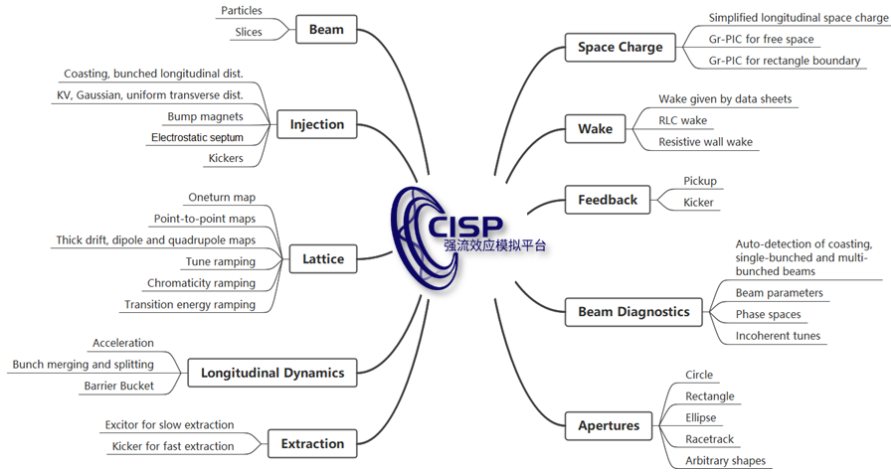 Particles
Slices
Beam
Coasting, bunched longitudinal dist.
KV, Gaussian, uniform transverse dist.
Bump magnets
Electrostatic septum
Kickers
Injection
Oneturn map
Point-to-point maps
Thick drift, dipole and quadrupole maps
Tune ramping
Chromaticity ramping
Transition energy ramping
Lattice
Acceleration
Bunch merging and splitting
Barrier Bucket
Longitudinal Dynamics
Excitor for slow extraction
Kicker for fast extraction
Extraction
CISP
强流效应模拟平台
Space Charge
Simplified longitudinal space charge
Gr-PIC for free space
Gr-PIC for rectangle boundary
Wake
Wake given by data sheets
RLC wake
Resistive wall wake
Feedback
Pickup
Kicker
Beam Diagnostics
Auto-detection of coasting,
single-bunched and multi-
bunched beams
Beam parameters
Phase spaces
Incoherent tunes
Apertures
Circle
Rectangle
Ellipse
Racetrack
Arbitrary shapes